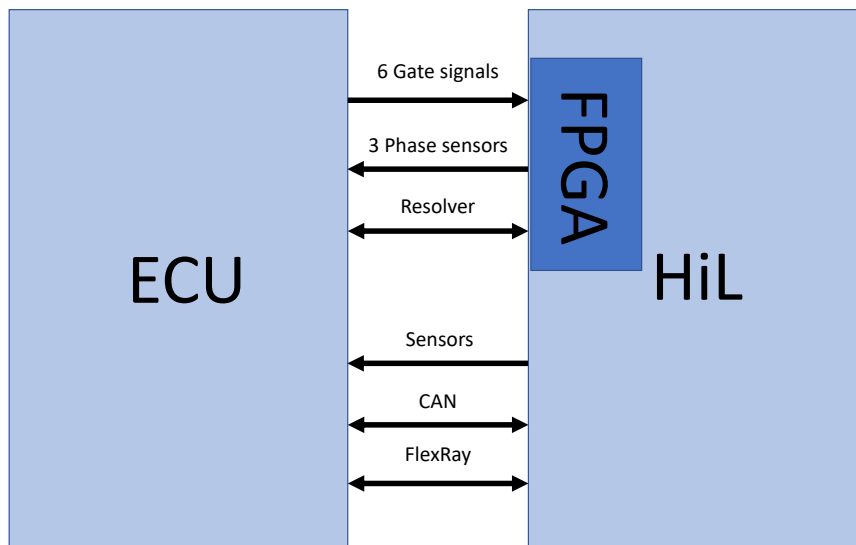 6 Gate signals
3 Phase sensors
Resolver
FPGA
ECU
HiL
Sensors
CAN
FlexRay